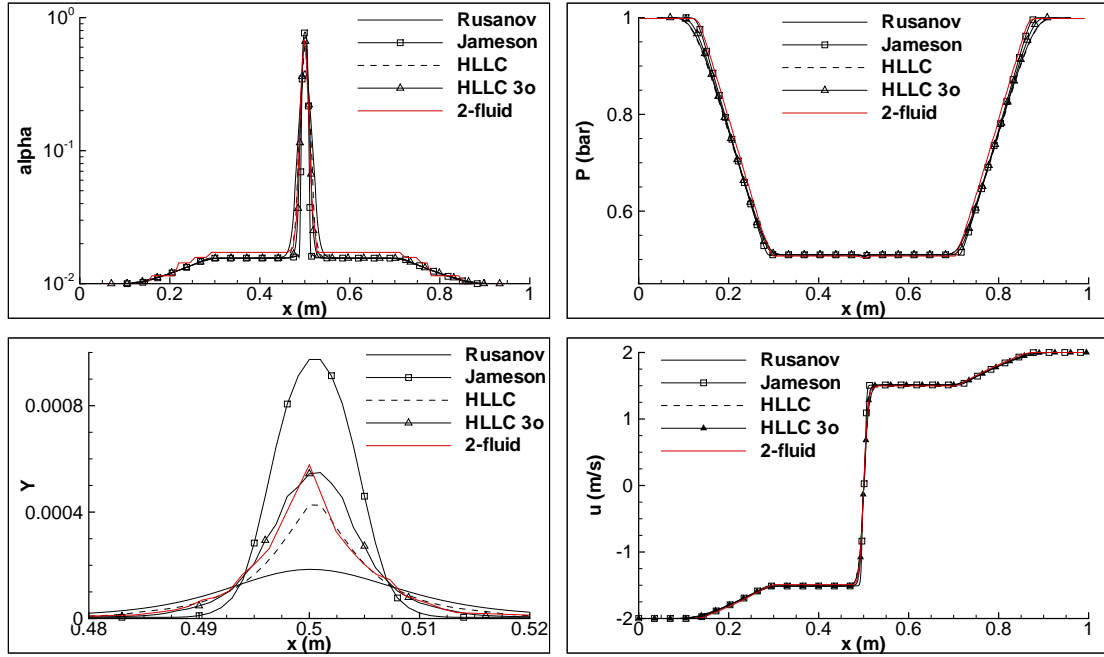 10^0
10^-1
10^-2
alpha
0
0.2
0.4
0.6
0.8
1
x (m)
Rusanov
Jameson
HLLC
HLLC 3o
2-fluid
1
0.8
0.6
P (bar)
0
0.2
0.4
0.6
0.8
1
x (m)
Rusanov
Jameson
HLLC
HLLC 3o
2-fluid
0.0008
0.0004
0
Y
0.48
0.49
0.5
0.51
0.52
x (m)
Rusanov
Jameson
HLLC
HLLC 3o
2-fluid
2
1
0
-1
-2
u (m/s)
0
0.2
0.4
0.6
0.8
1
x (m)
Rusanov
Jameson
HLLC
HLLC 3o
2-fluid